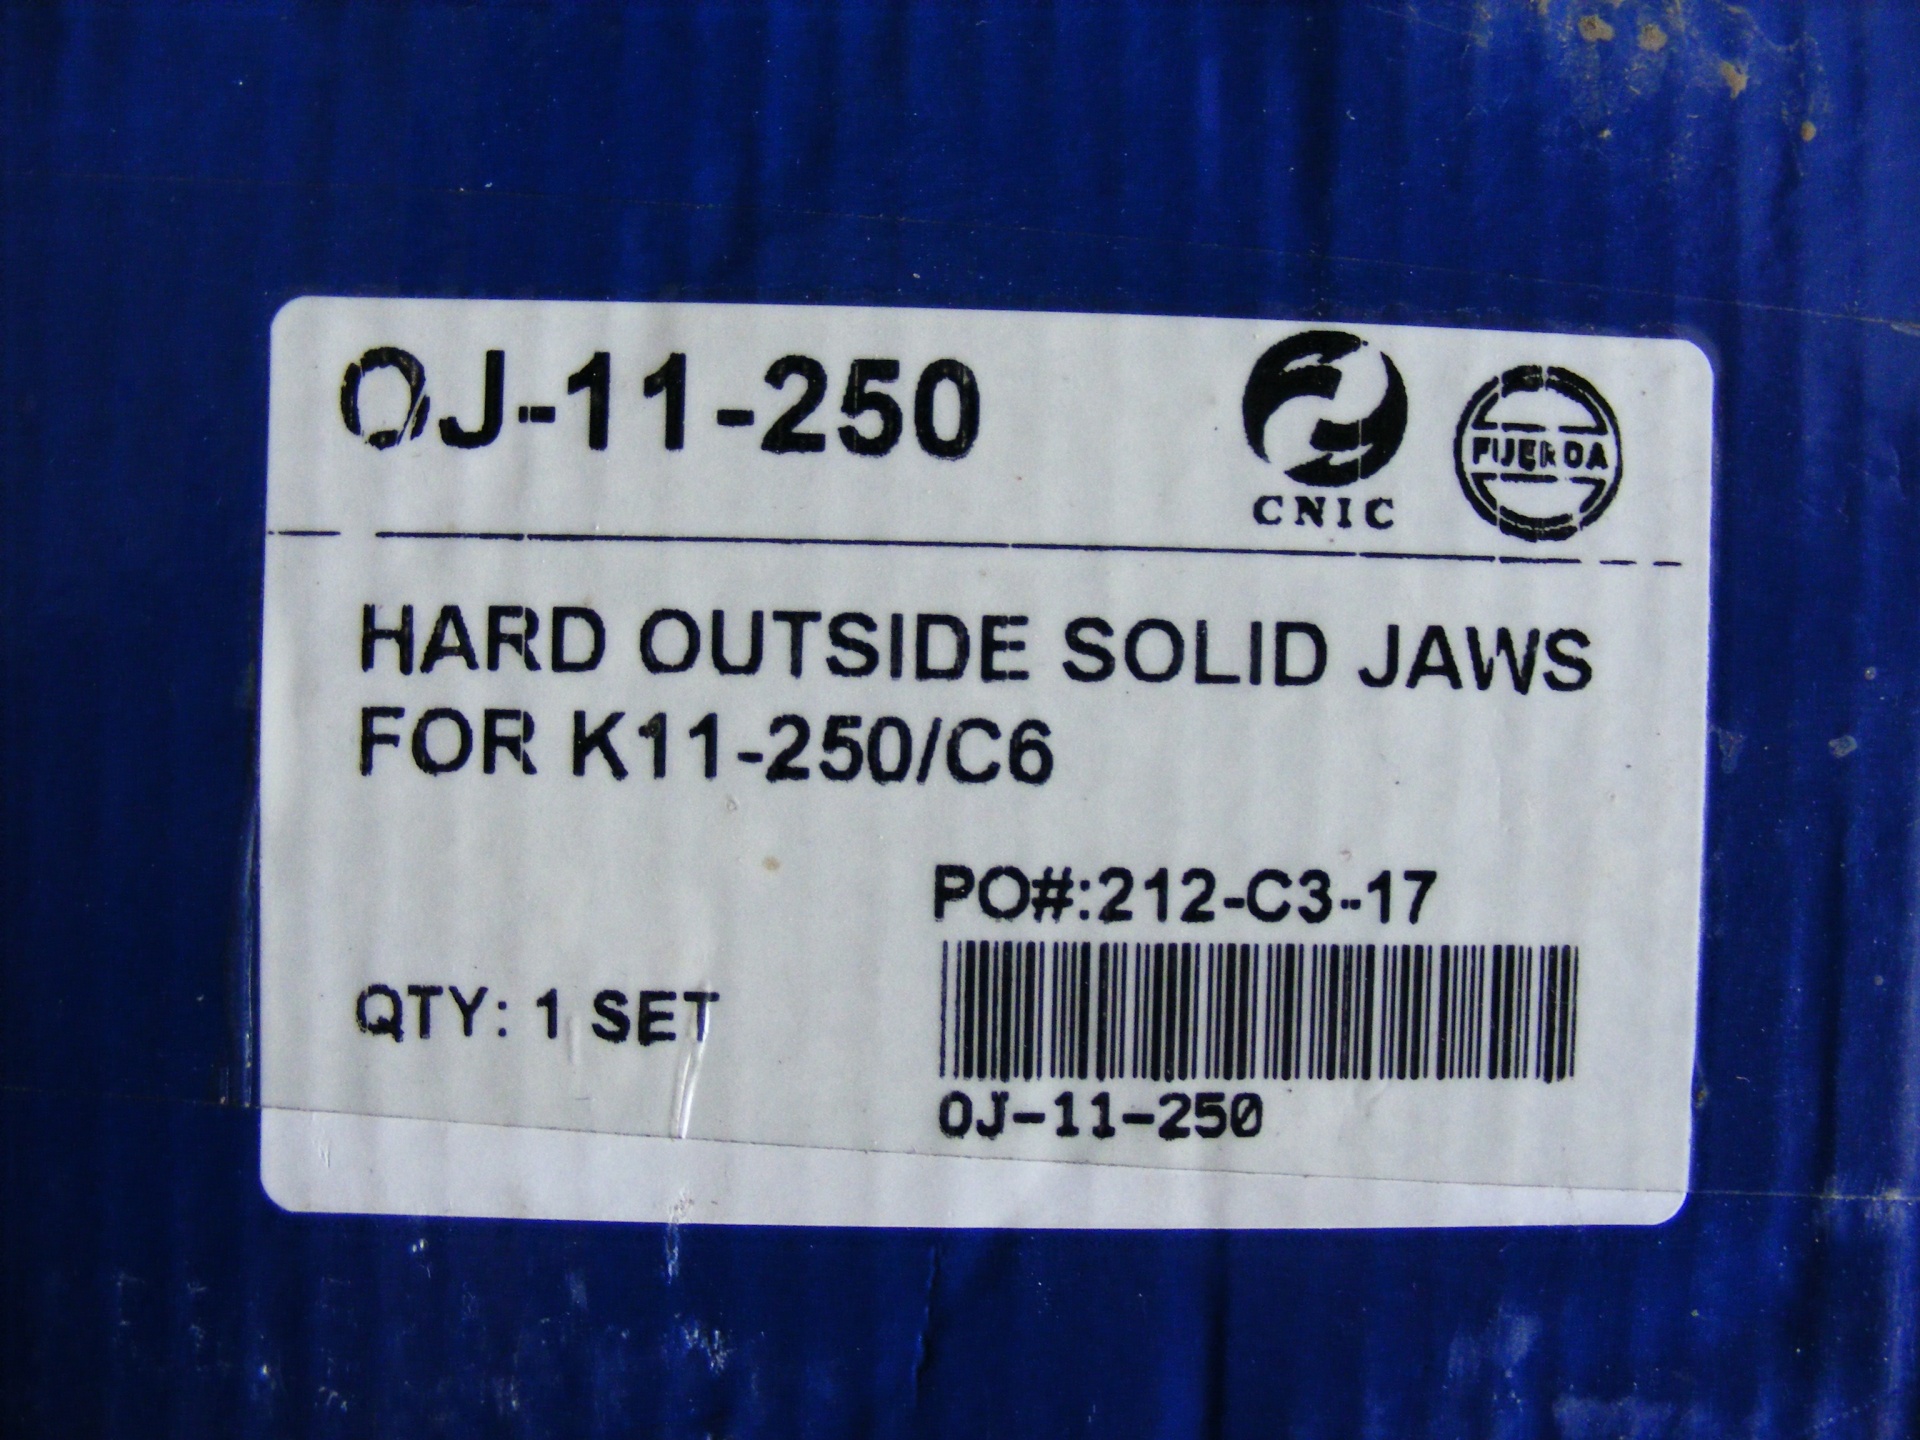 OJ-11-250
CNIC
FIJERDA
HARD OUTSIDE SOLID JAWS
FOR K11-250/C6
PO#:212-C3-17
QTY: 1 SET
OJ-11-250